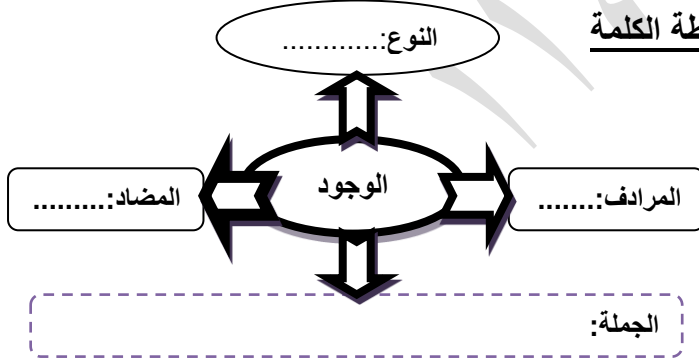 طة الكلمة
النوع:.............
الوجود
المرادف:.......
المضاد:.........
الجملة: